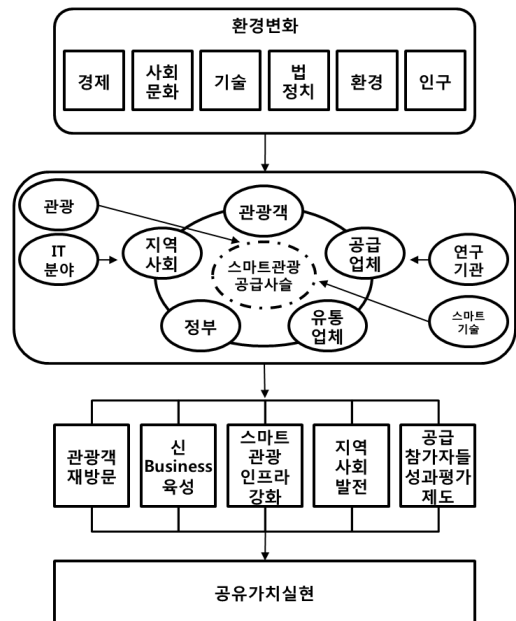 환경변화
경제
사회
문화
기술
법
정치
환경
인구
관광
관광객
IT
분야
지역
사회
스마트관광
공급사슬
공급
업체
연구
기관
정부
유통
업체
스마트
기술
관광객
재방문
신
Business
육성
스마트
관광
인프라
강화
지역
사회
발전
공급
참가자들
성과평가
제도
공유가치실현